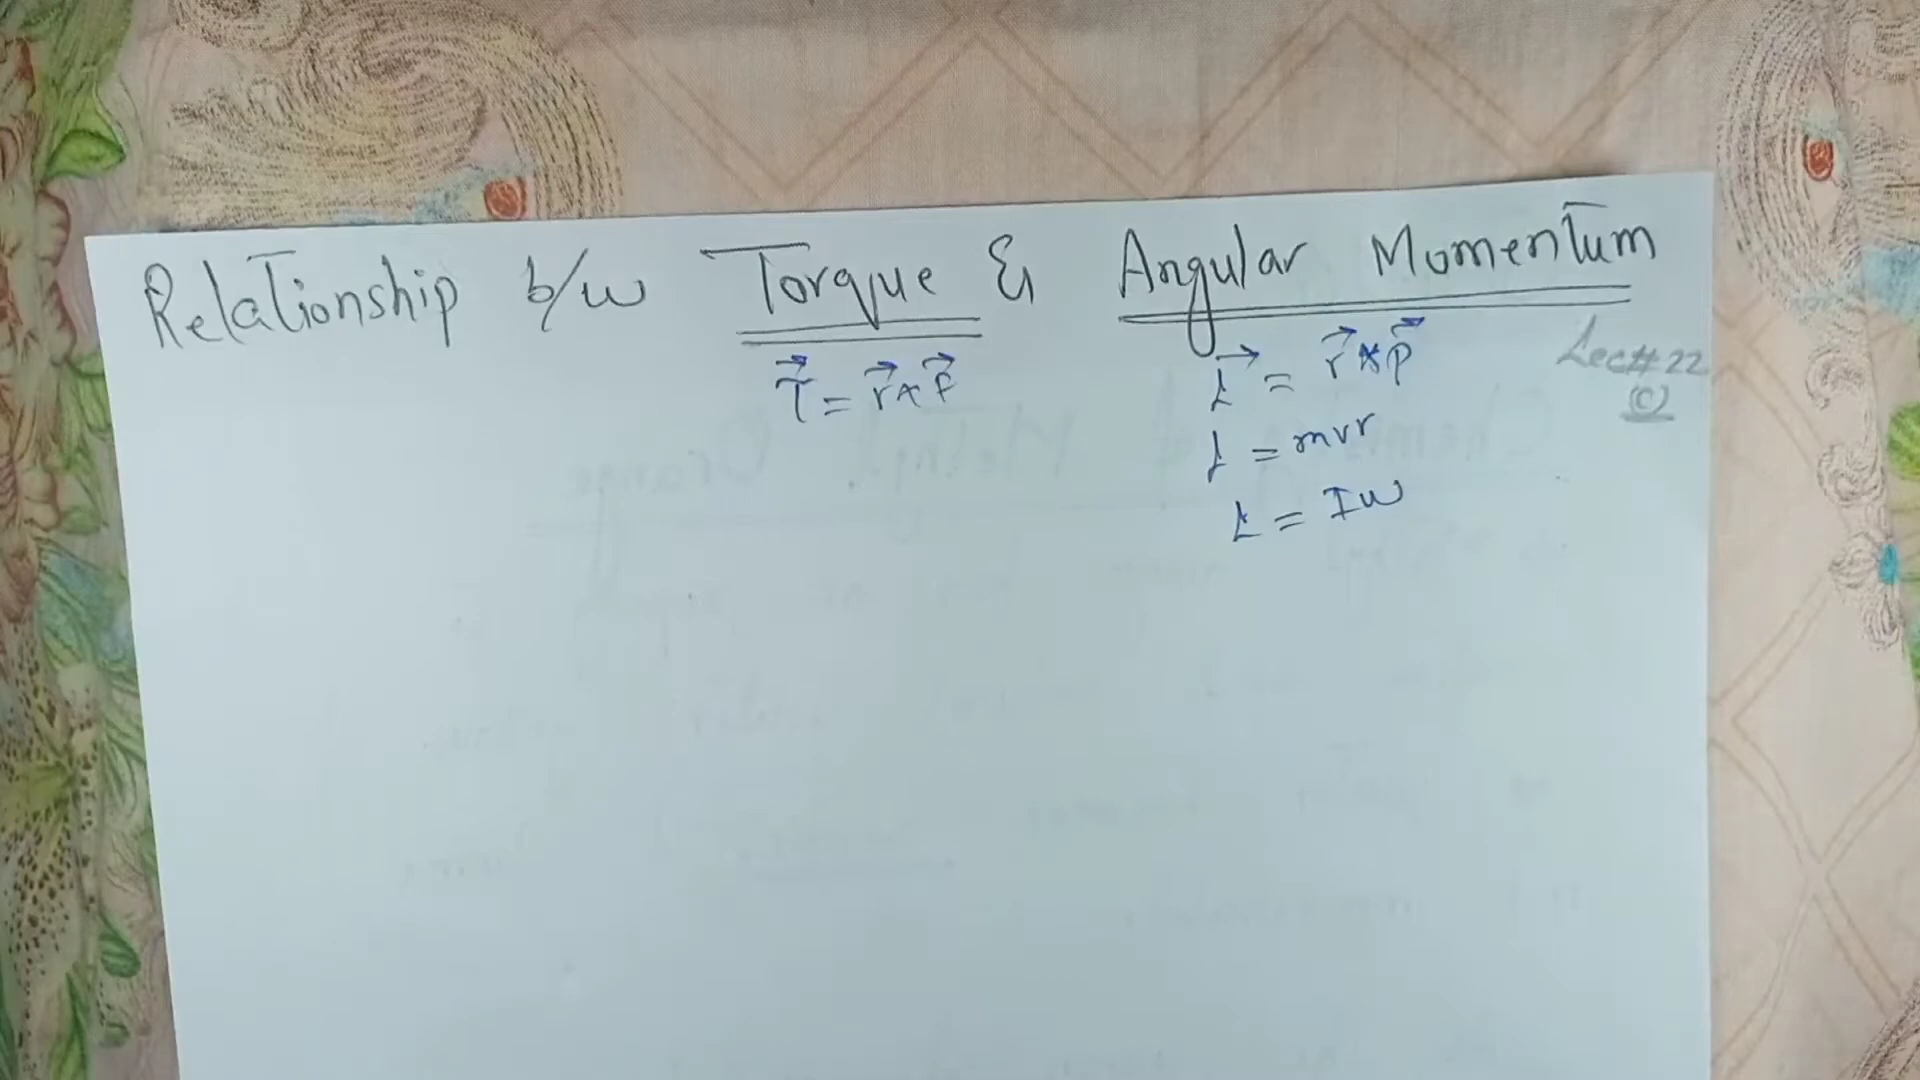 Relationship b/w Torque & Angular Momentum
Lec# 22
(c)
τ⃗ = r⃗ × F⃗
L⃗ = r⃗ × p⃗
L = mvr
L = Iω